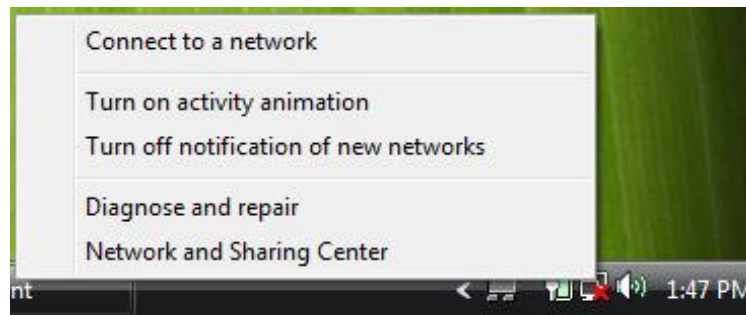 Connect to a network
Turn on activity animation
Turn off notification of new networks
Diagnose and repair
Network and Sharing Center
nt
1:47 PM